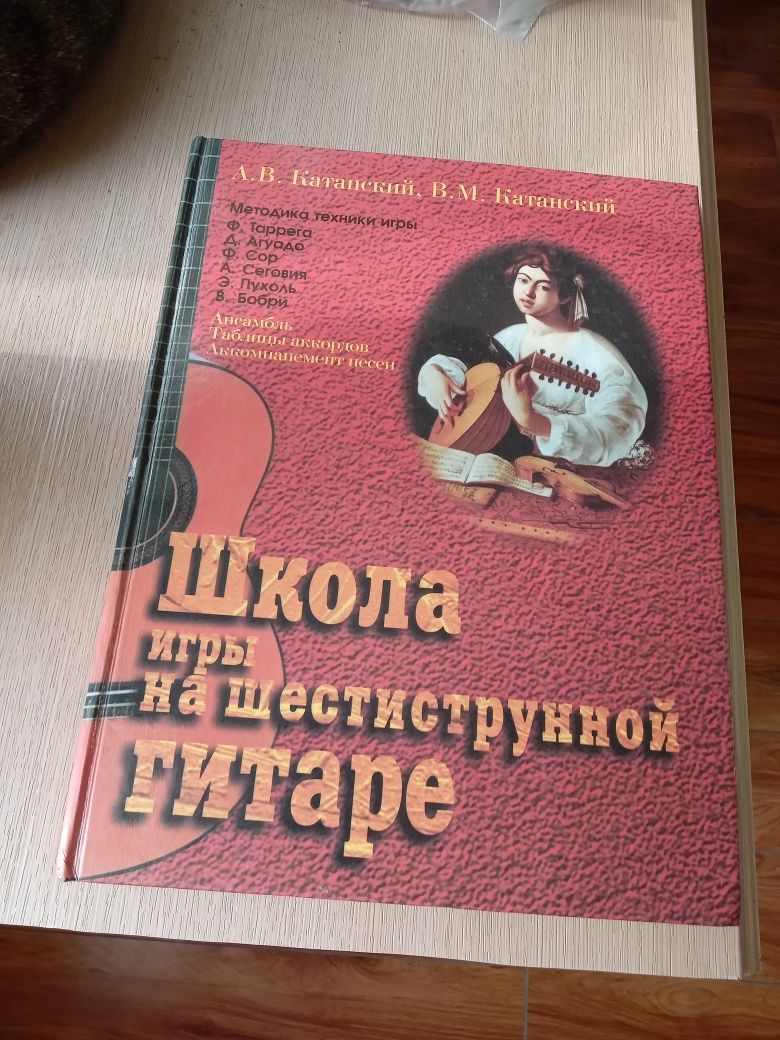 А.В. Катанский, В.М. Катанский
Методика техники игры
Ф. Таррега
Д. Агуадо
Ф. Сор
А. Сеговия
Э. Пухоль
В. Бобри
Ансамбль
Таблицы аккордов
Аккомпанемент песен
Школа
игры
на шестиструнной
гитаре